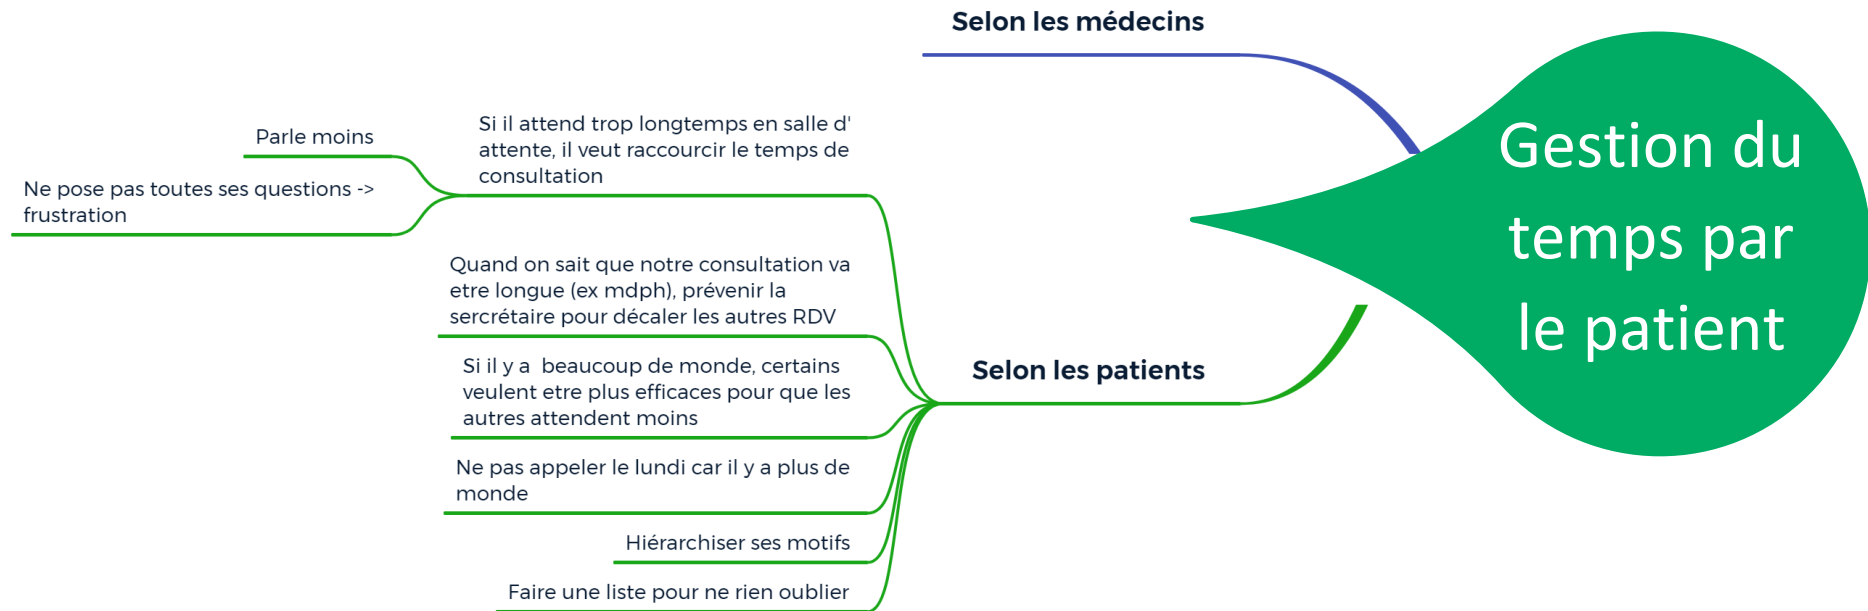 Selon les médecins
Gestion du
temps par
le patient
Si il attend trop longtemps en salle d'
attente, il veut raccourcir le temps de
consultation
Parle moins
Ne pose pas toutes ses questions ->
frustration
Quand on sait que notre consultation va
etre longue (ex mdph), prévenir la
sercrétaire pour décaler les autres RDV
Si il y a  beaucoup de monde, certains
veulent etre plus efficaces pour que les
autres attendent moins
Selon les patients
Ne pas appeler le lundi car il y a plus de
monde
Hiérarchiser ses motifs
Faire une liste pour ne rien oublier